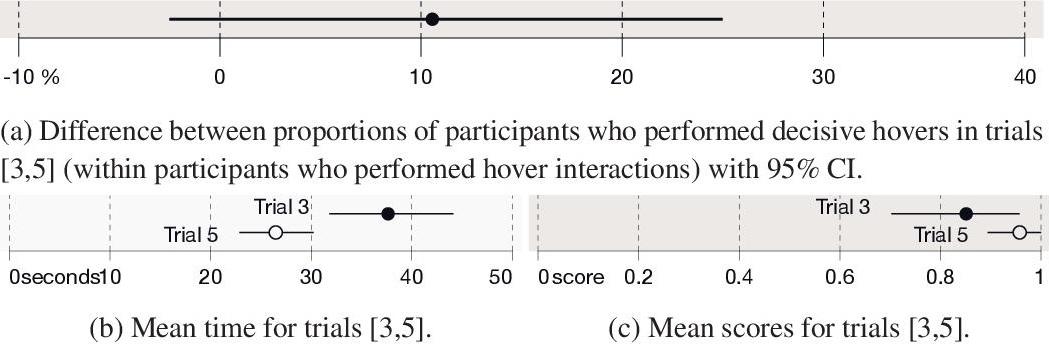 -10 % 0 10 20 30 40
(a) Difference between proportions of participants who performed decisive hovers in trials
[3,5] (within participants who performed hover interactions) with 95% CI.
Trial 3
Trial 5
0seconds10 20 30 40 50
(b) Mean time for trials [3,5].
Trial 3
Trial 5
0 score 0.2 0.4 0.6 0.8 1
(c) Mean scores for trials [3,5].